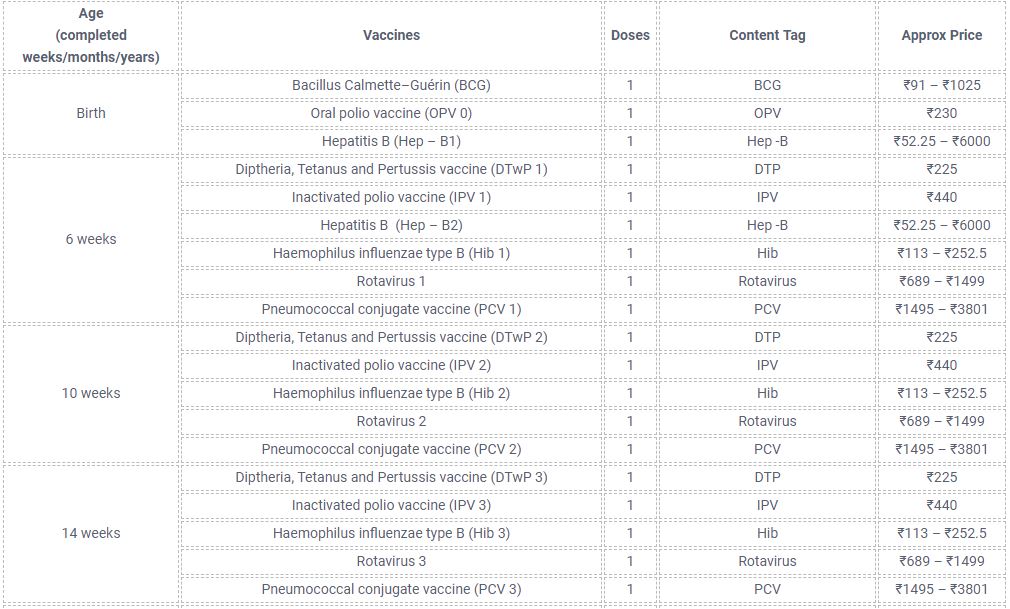 Age
(completed
weeks/months/years) Vaccines Doses Content Tag Approx Price
Birth
Bacillus Calmette–Guérin (BCG) 1 BCG ₹91 – ₹1025
Oral polio vaccine (OPV 0) 1 OPV ₹230
Hepatitis B (Hep – B1) 1 Hep -B ₹52.25 – ₹6000
6 weeks
Diptheria, Tetanus and Pertussis vaccine (DTwP 1) 1 DTP ₹225
Inactivated polio vaccine (IPV 1) 1 IPV ₹440
Hepatitis B  (Hep – B2) 1 Hep -B ₹52.25 – ₹6000
Haemophilus influenzae type B (Hib 1) 1 Hib ₹113 – ₹252.5
Rotavirus 1 1 Rotavirus ₹689 – ₹1499
Pneumococcal conjugate vaccine (PCV 1) 1 PCV ₹1495 – ₹3801
10 weeks
Diptheria, Tetanus and Pertussis vaccine (DTwP 2) 1 DTP ₹225
Inactivated polio vaccine (IPV 2) 1 IPV ₹440
Haemophilus influenzae type B (Hib 2) 1 Hib ₹113 – ₹252.5
Rotavirus 2 1 Rotavirus ₹689 – ₹1499
Pneumococcal conjugate vaccine (PCV 2) 1 PCV ₹1495 – ₹3801
14 weeks
Diptheria, Tetanus and Pertussis vaccine (DTwP 3) 1 DTP ₹225
Inactivated polio vaccine (IPV 3) 1 IPV ₹440
Haemophilus influenzae type B (Hib 3) 1 Hib ₹113 – ₹252.5
Rotavirus 3 1 Rotavirus ₹689 – ₹1499
Pneumococcal conjugate vaccine (PCV 3) 1 PCV ₹1495 – ₹3801